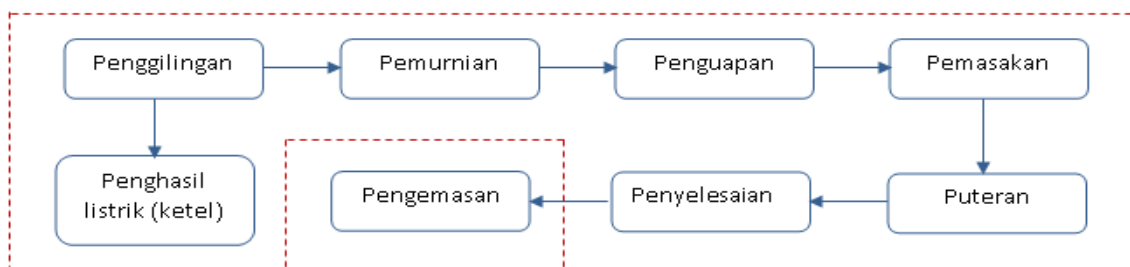 Penggilingan
Pemurnian
Penguapan
Pemasakan
Penghasil
listrik (ketel)
Pengemasan
Penyelesaian
Puteran